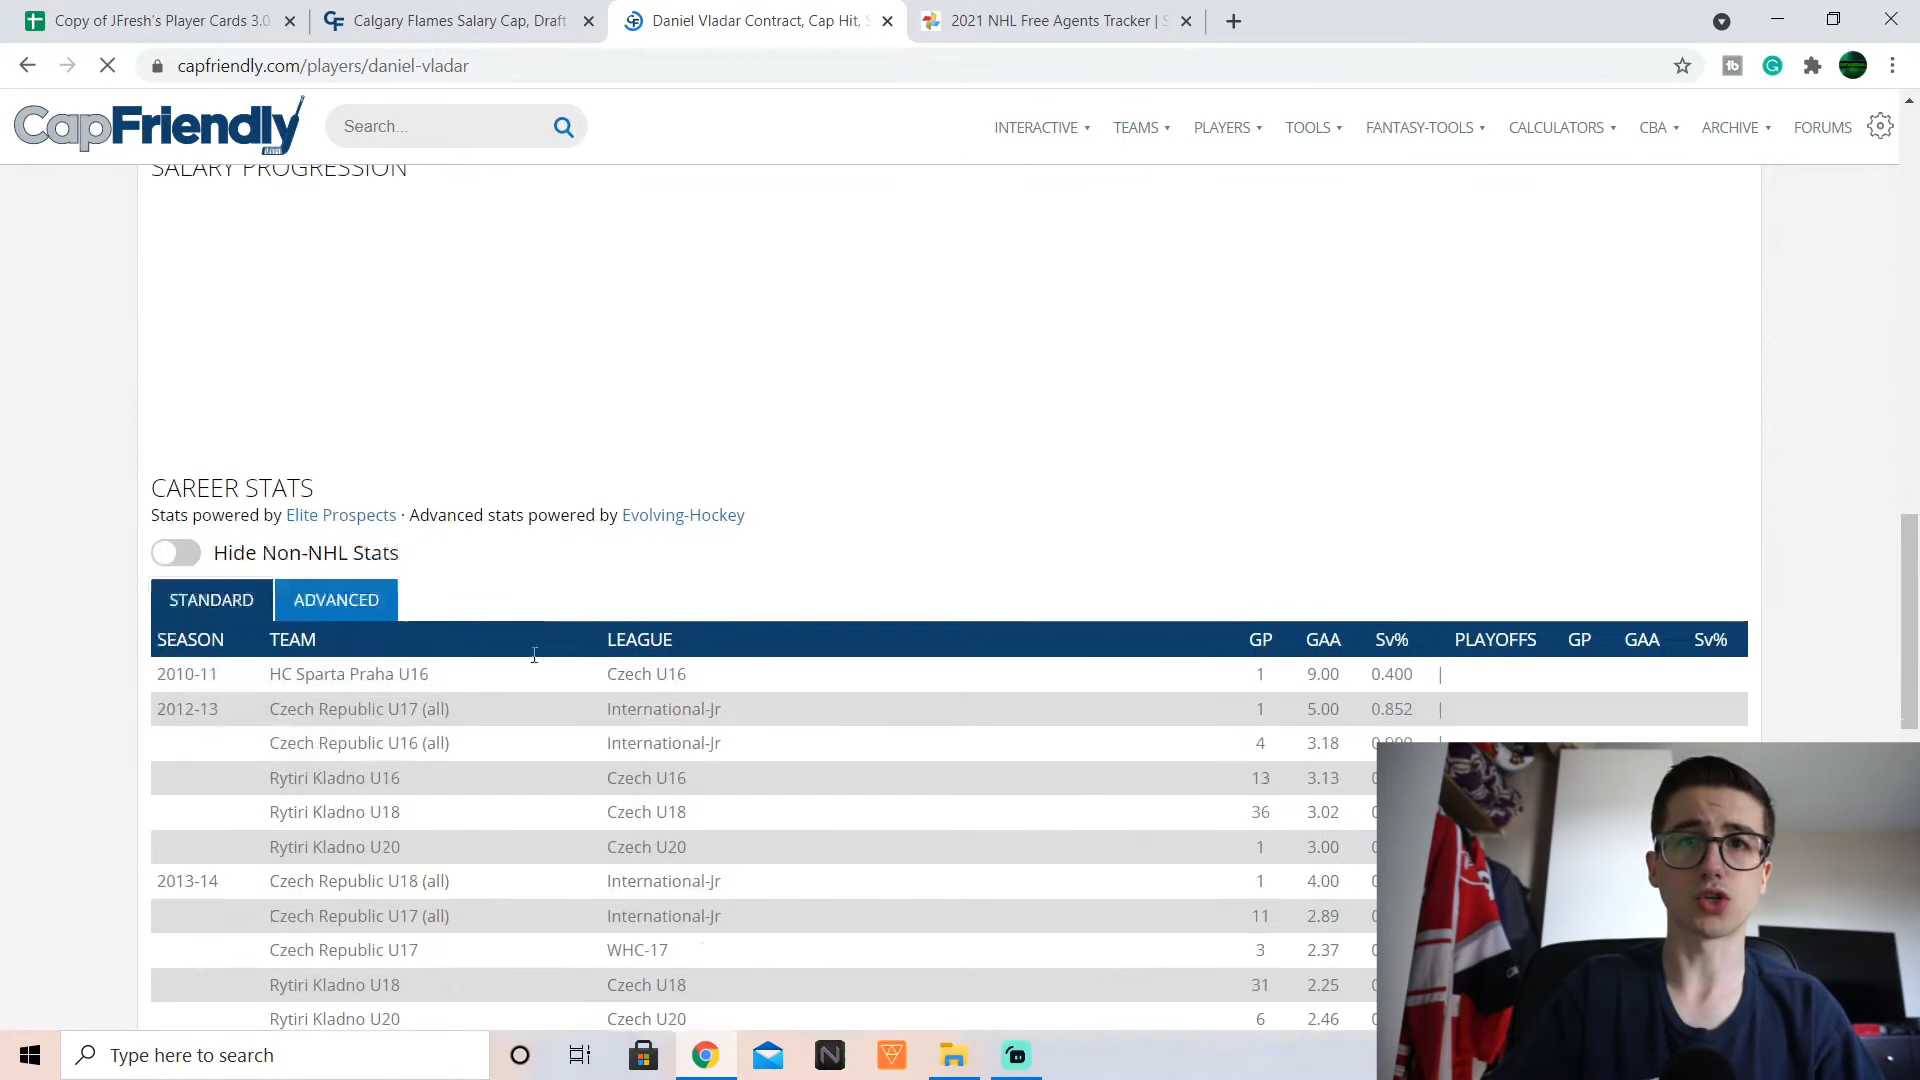 Copy of JFresh's Player Cards 3.0
Calgary Flames Salary Cap, Draft
Daniel Vladar Contract, Cap Hit, S
2021 NHL Free Agents Tracker | S
capfriendly.com/players/daniel-vladar
CapFriendly
Search...
INTERACTIVE
TEAMS
PLAYERS
TOOLS
FANTASY-TOOLS
CALCULATORS
CBA
ARCHIVE
FORUMS
SALARY PROGRESSION
CAREER STATS
Stats powered by Elite Prospects · Advanced stats powered by Evolving-Hockey
Hide Non-NHL Stats
STANDARD ADVANCED
SEASON TEAM LEAGUE GP GAA Sv% PLAYOFFS GP GAA Sv%
2010-11 HC Sparta Praha U16 Czech U16 1 9.00 0.400 |
2012-13 Czech Republic U17 (all) International-Jr 1 5.00 0.852 |
Czech Republic U16 (all) International-Jr 4 3.18
Rytiri Kladno U16 Czech U16 13 3.13
Rytiri Kladno U18 Czech U18 36 3.02
Rytiri Kladno U20 Czech U20 1 3.00
2013-14 Czech Republic U18 (all) International-Jr 1 4.00
Czech Republic U17 (all) International-Jr 11 2.89
Czech Republic U17 WHC-17 3 2.37
Rytiri Kladno U18 Czech U18 31 2.25
Rytiri Kladno U20 Czech U20 6 2.46
Type here to search